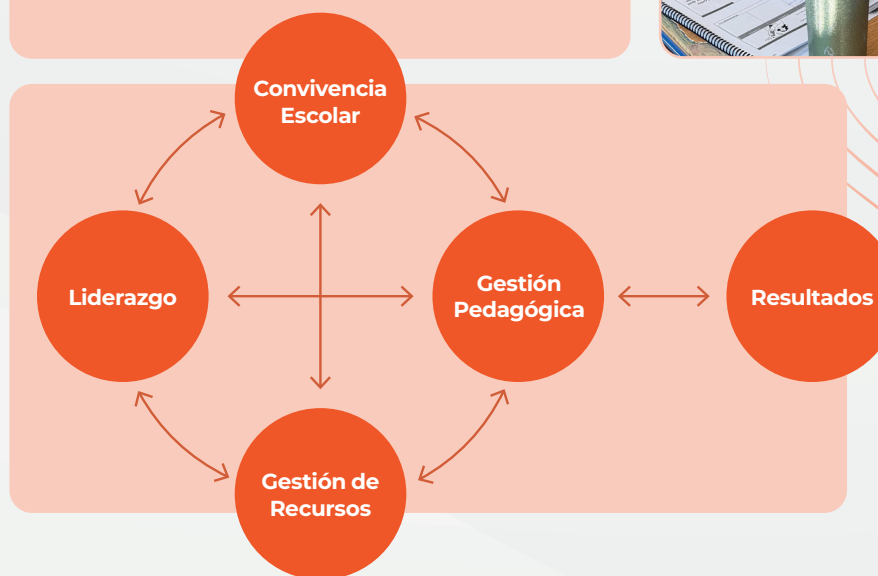 Convivencia
Escolar
Liderazgo
Gestión
Pedagógica
Resultados
Gestión de
Recursos